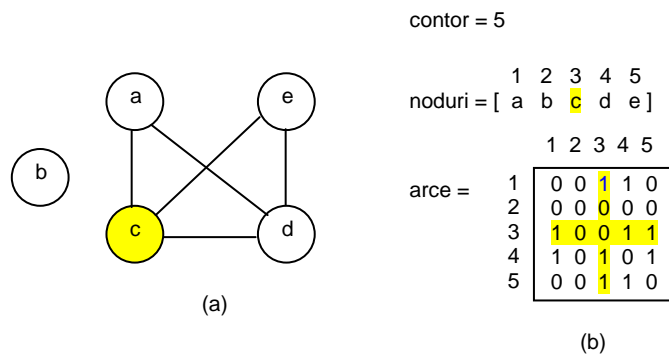 contor = 5
1 2 3 4 5
noduri = [ a b c d e ]
a
e
b
c
d
(a)
1 2 3 4 5
arce =
1 0 0 1 1 0
2 0 0 0 0 0
3 1 0 0 1 1
4 1 0 1 0 1
5 0 0 1 1 0
(b)